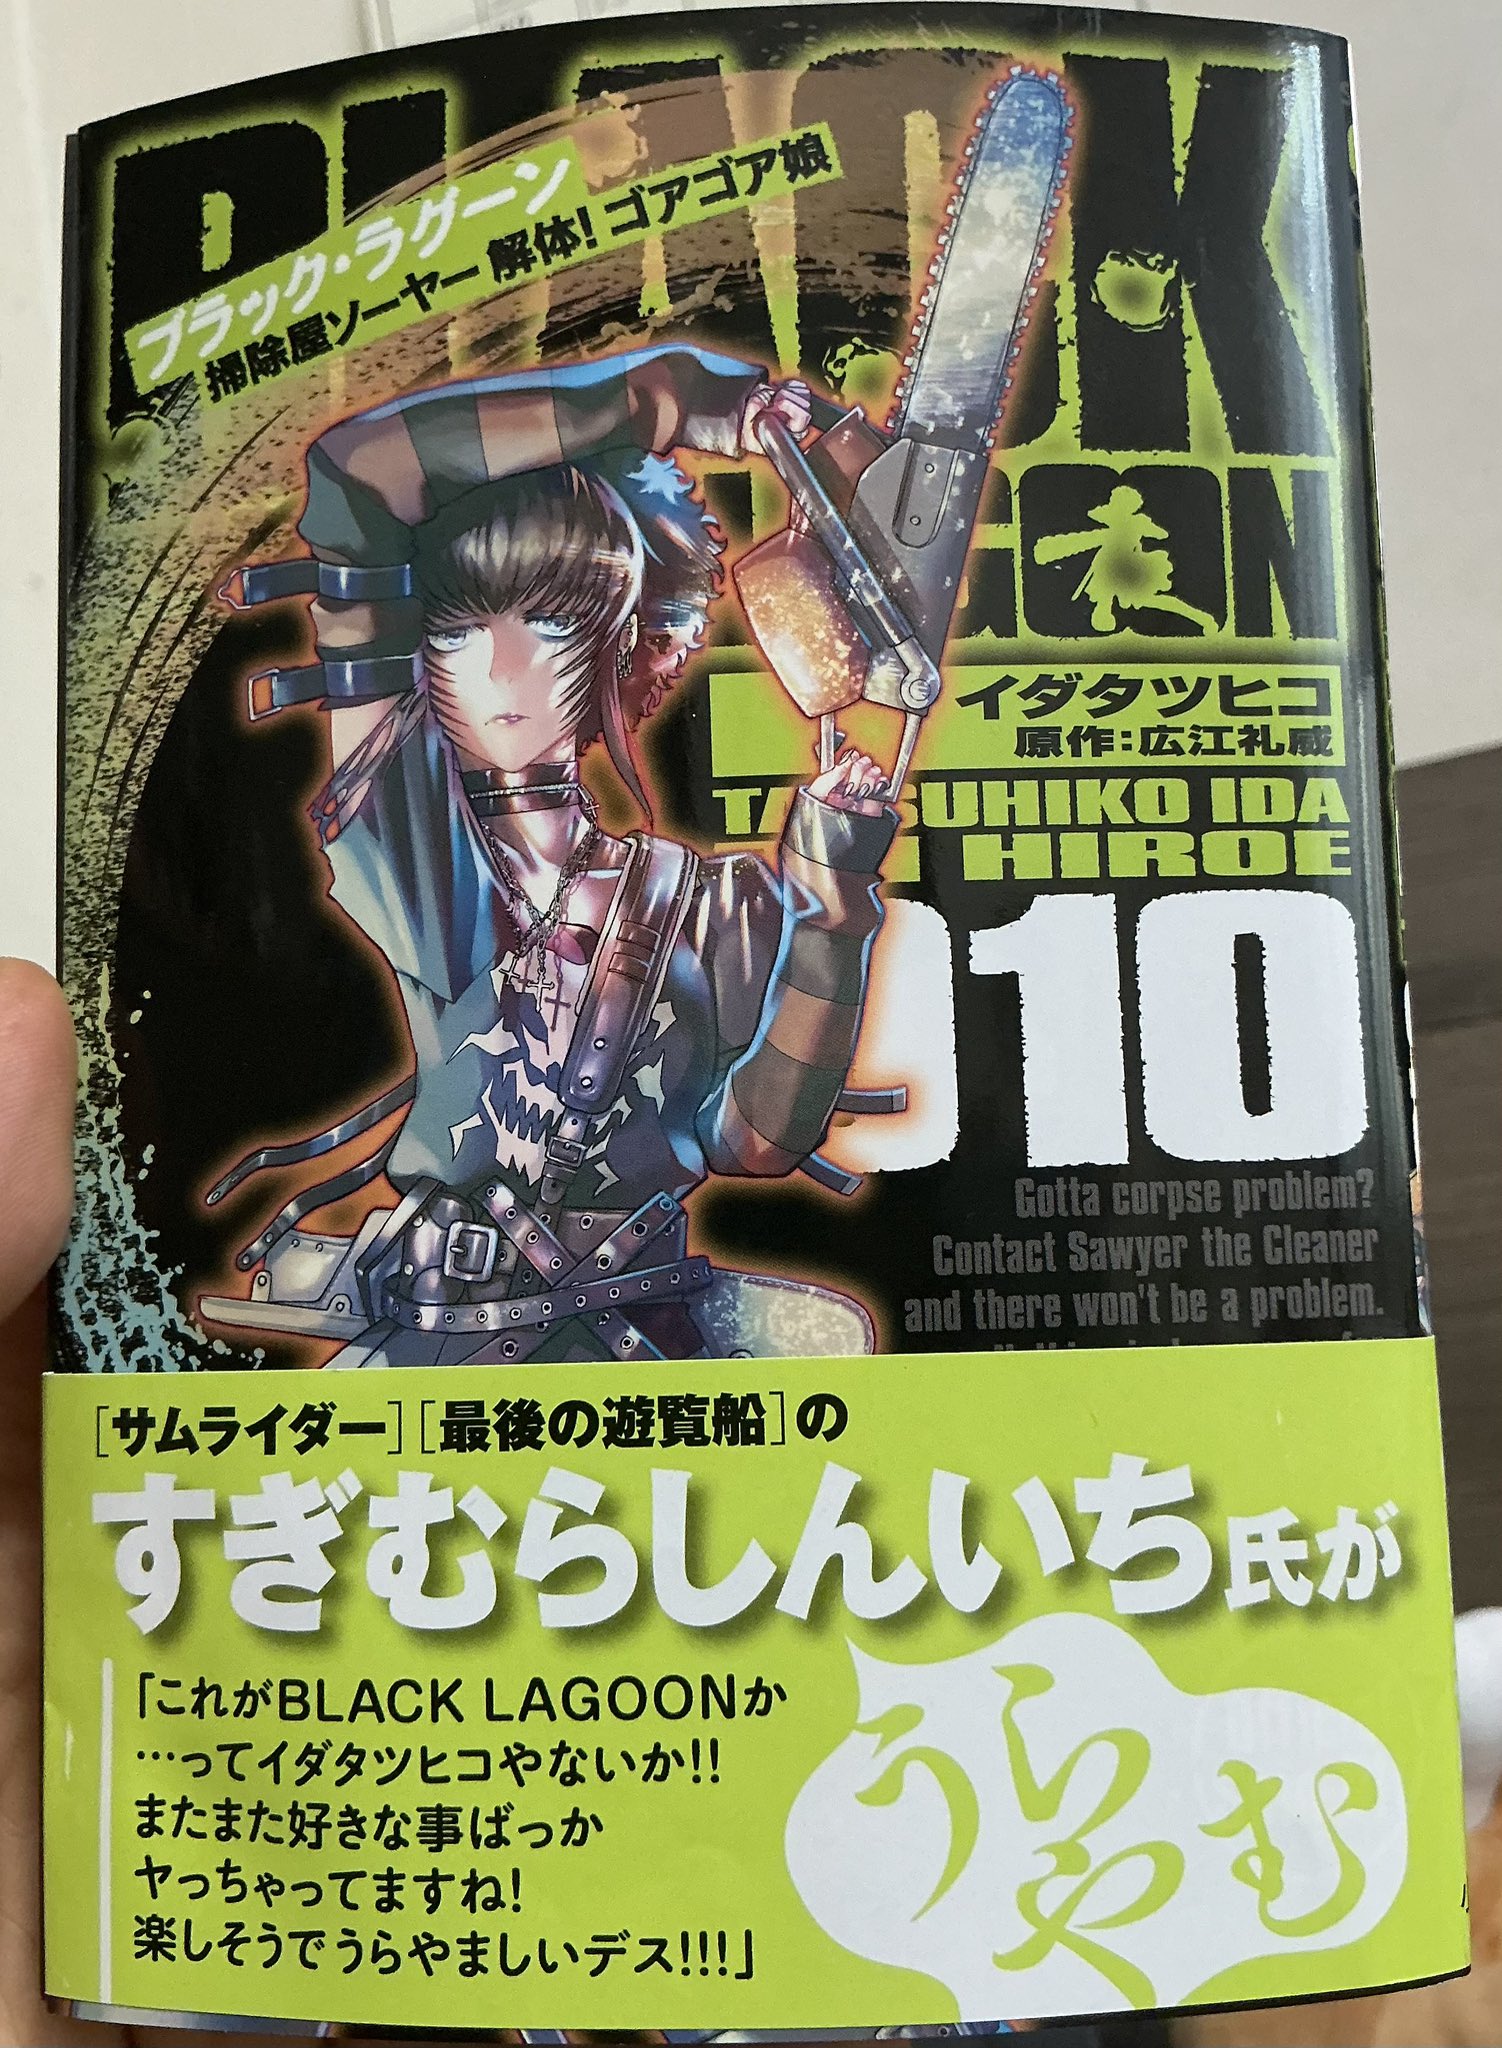 BLACK
LAGOON
ブラック・ラグーン
掃除屋ソーヤー 解体!ゴアゴア娘
イダタツヒコ
原作:広江礼威
TATSUHIKO IDA
HIROE
010
Gotta corpse problem?
Contact Sawyer the Cleaner
and there won't be a problem.
[サムライダー][最後の遊覧船]の
すぎむらしんいち氏が
「これがBLACK LAGOONか
…ってイダタツヒコやないか!!
またまた好きな事ばっか
ヤっちゃってますね!
楽しそうでうらやましいデス!!!」
うらやむ